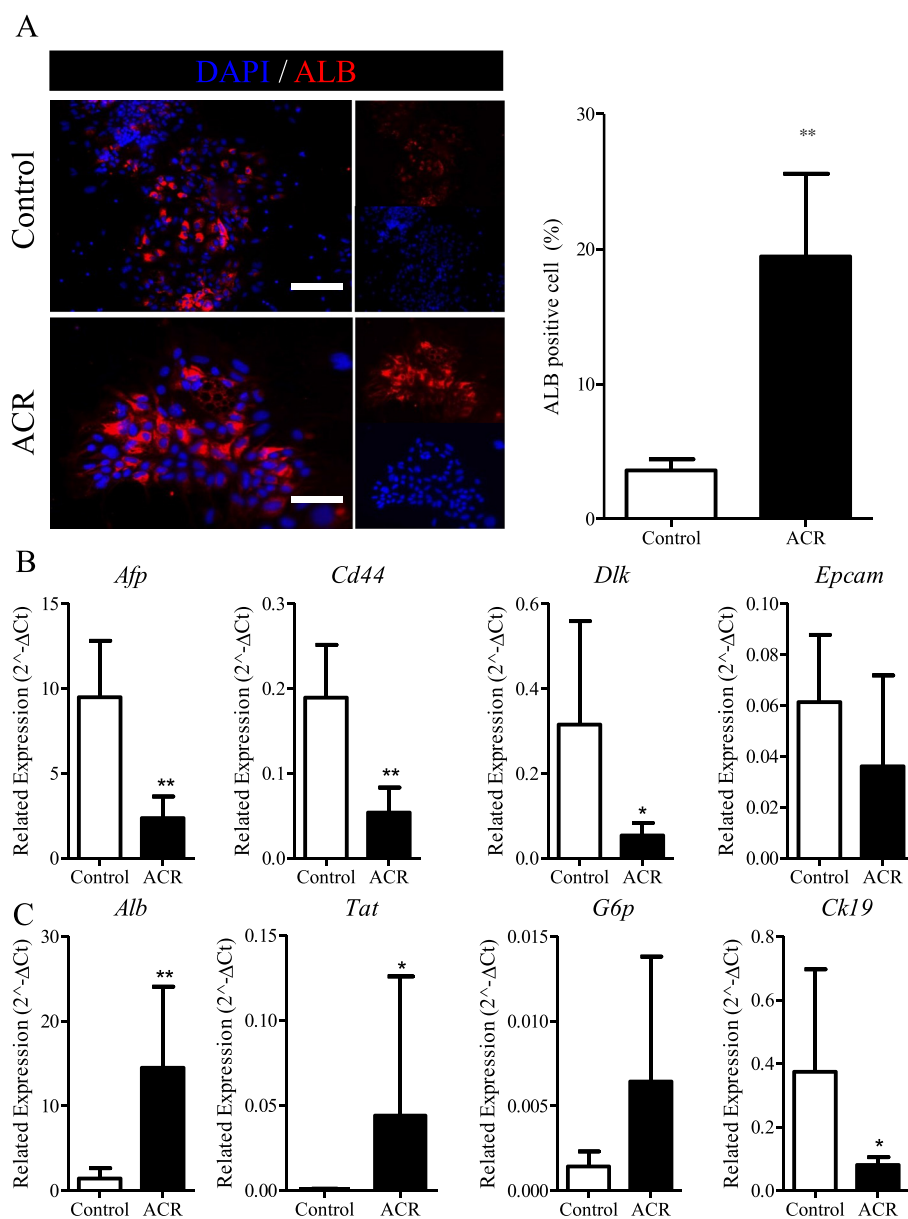 A
DAPI / ALB
Control
ACR
ALB positive cell (%)
30
20
10
0
**
Control
ACR
B
Afp
Related Expression (2^-ΔCt)
15
10
5
0
**
Control
ACR
Cd44
Related Expression (2^-ΔCt)
0.3
0.2
0.1
0.0
**
Control
ACR
Dlk
Related Expression (2^-ΔCt)
0.6
0.4
0.2
0.0
*
Control
ACR
Epcam
Related Expression (2^-ΔCt)
0.10
0.08
0.06
0.04
0.02
0.00
Control
ACR
C
Alb
Related Expression (2^-ΔCt)
30
20
10
0
**
Control
ACR
Tat
Related Expression (2^-ΔCt)
0.15
0.10
0.05
0.00
*
Control
ACR
G6p
Related Expression (2^-ΔCt)
0.015
0.010
0.005
0.000
Control
ACR
Ck19
Related Expression (2^-ΔCt)
0.8
0.6
0.4
0.2
0.0
*
Control
ACR